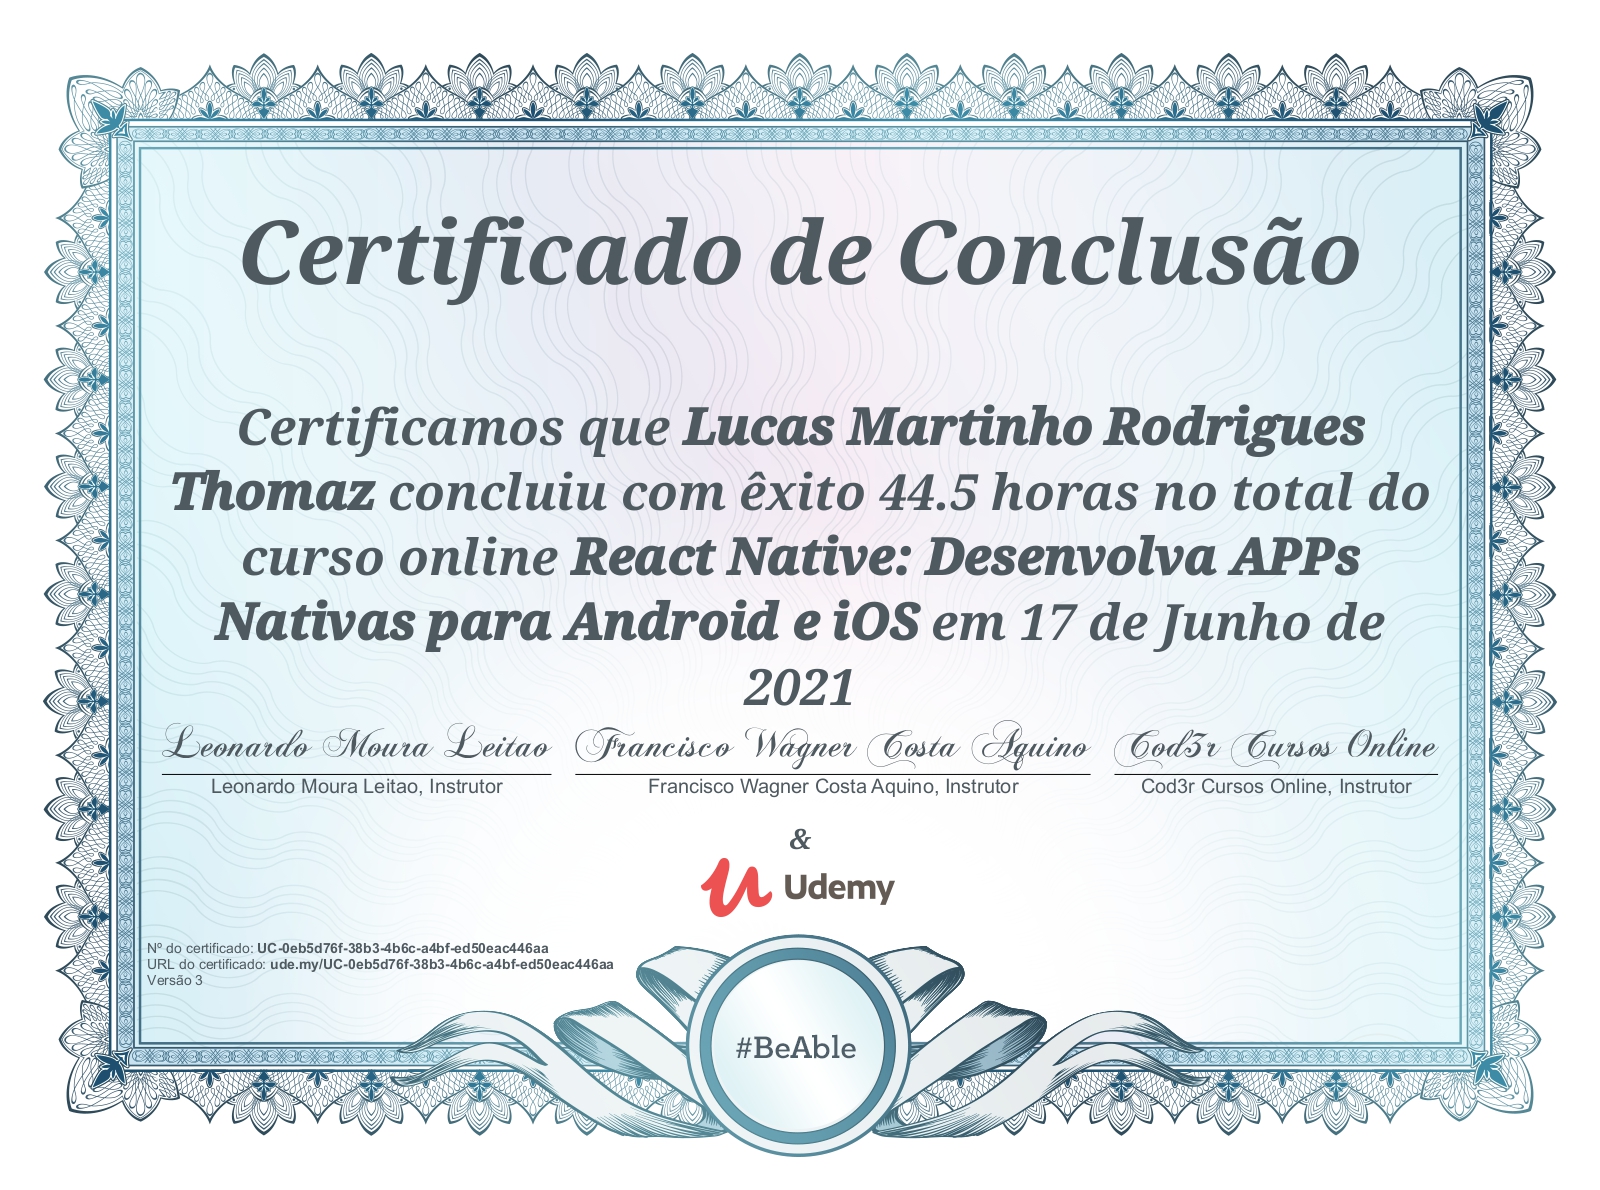 Certificado de Conclusão
Certificamos que Lucas Martinho Rodrigues
Thomaz concluiu com êxito 44.5 horas no total do
curso online React Native: Desenvolva APPs
Nativas para Android e iOS em 17 de Junho de
2021
Leonardo Moura Leitao Francisco Wagner Costa Aquino Cod3r Cursos Online
Leonardo Moura Leitao, Instrutor Francisco Wagner Costa Aquino, Instrutor Cod3r Cursos Online, Instrutor
&
Udemy
Nº do certificado: UC-0eb5d76f-38b3-4b6c-a4bf-ed50eac446aa
URL do certificado: ude.my/UC-0eb5d76f-38b3-4b6c-a4bf-ed50eac446aa
Versão 3
#BeAble